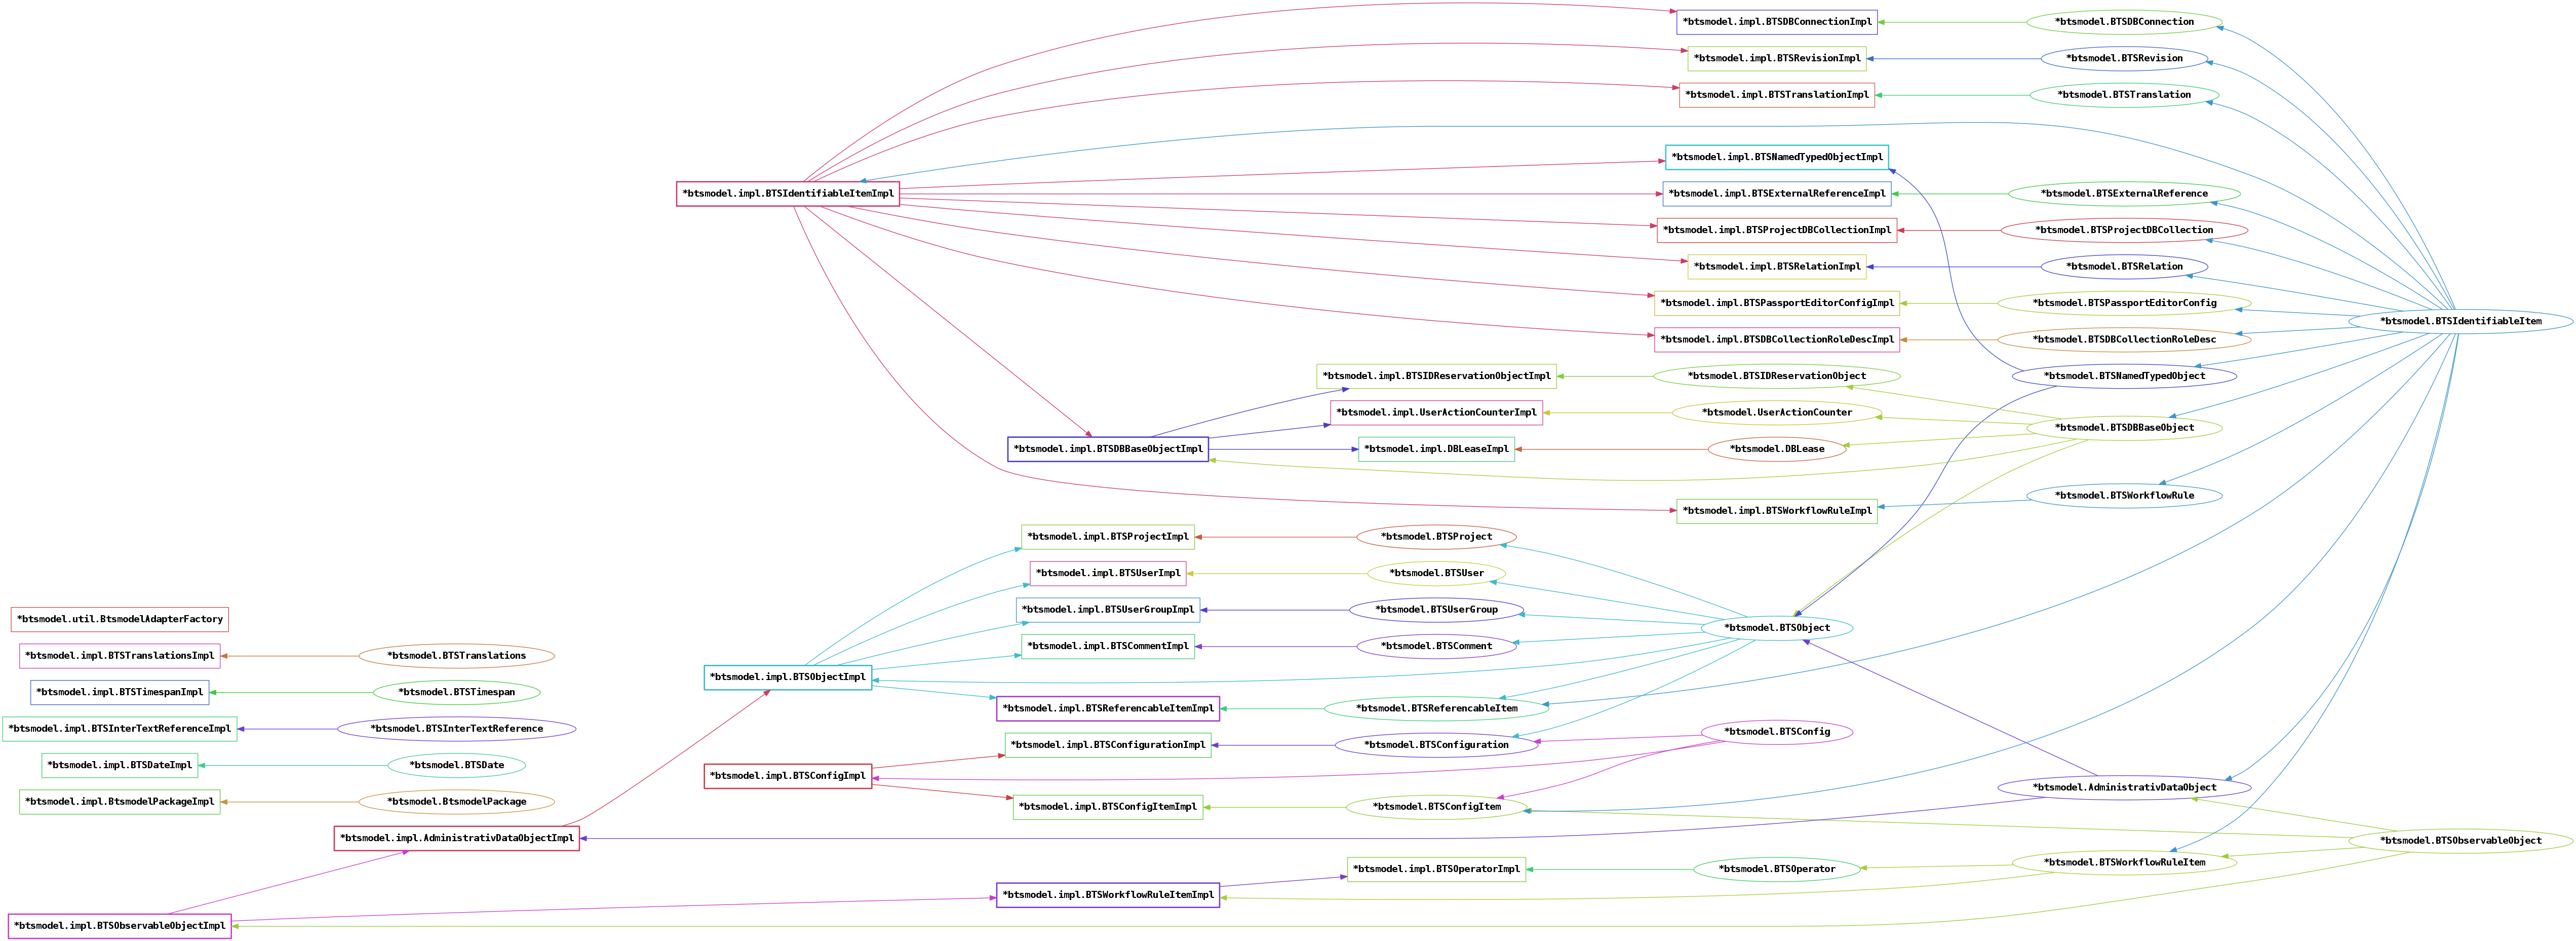 *btsmodel.impl.BTSDBConnectionImpl
*btsmodel.BTSDBConnection
*btsmodel.impl.BTSRevisionImpl
*btsmodel.BTSRevision
*btsmodel.impl.BTSTranslationImpl
*btsmodel.BTSTranslation
*btsmodel.impl.BTSNamedTypedObjectImpl
*btsmodel.impl.BTSIdentifiableItemImpl
*btsmodel.impl.BTSExternalReferenceImpl
*btsmodel.BTSExternalReference
*btsmodel.impl.BTSProjectDBCollectionImpl
*btsmodel.BTSProjectDBCollection
*btsmodel.impl.BTSRelationImpl
*btsmodel.BTSRelation
*btsmodel.impl.BTSPassportEditorConfigImpl
*btsmodel.BTSPassportEditorConfig
*btsmodel.BTSIdentifiableItem
*btsmodel.impl.BTSDBCollectionRoleDescImpl
*btsmodel.BTSDBCollectionRoleDesc
*btsmodel.impl.BTSIDReservationObjectImpl
*btsmodel.BTSIDReservationObject
*btsmodel.BTSNamedTypedObject
*btsmodel.impl.UserActionCounterImpl
*btsmodel.UserActionCounter
*btsmodel.BTSDBBaseObject
*btsmodel.impl.BTSDBBaseObjectImpl
*btsmodel.impl.DBLeaseImpl
*btsmodel.DBLease
*btsmodel.BTSWorkflowRule
*btsmodel.impl.BTSWorkflowRuleImpl
*btsmodel.impl.BTSProjectImpl
*btsmodel.BTSProject
*btsmodel.impl.BTSUserImpl
*btsmodel.BTSUser
*btsmodel.impl.BTSUserGroupImpl
*btsmodel.BTSUserGroup
*btsmodel.util.BtsmodelAdapterFactory
*btsmodel.BTSObject
*btsmodel.impl.BTSCommentImpl
*btsmodel.BTSComment
*btsmodel.impl.BTSTranslationsImpl
*btsmodel.BTSTranslations
*btsmodel.impl.BTSObjectImpl
*btsmodel.impl.BTSTimespanImpl
*btsmodel.BTSTimespan
*btsmodel.impl.BTSReferencableItemImpl
*btsmodel.BTSReferencableItem
*btsmodel.impl.BTSInterTextReferenceImpl
*btsmodel.BTSInterTextReference
*btsmodel.BTSConfig
*btsmodel.impl.BTSConfigurationImpl
*btsmodel.BTSConfiguration
*btsmodel.impl.BTSDateImpl
*btsmodel.BTSDate
*btsmodel.impl.BTSConfigImpl
*btsmodel.AdministrativDataObject
*btsmodel.impl.BtsmodelPackageImpl
*btsmodel.BtsmodelPackage
*btsmodel.impl.BTSConfigItemImpl
*btsmodel.BTSConfigItem
*btsmodel.impl.AdministrativDataObjectImpl
*btsmodel.BTSObservableObject
*btsmodel.BTSWorkflowRuleItem
*btsmodel.impl.BTSOperatorImpl
*btsmodel.BTSOperator
*btsmodel.impl.BTSWorkflowRuleItemImpl
*btsmodel.impl.BTSObservableObjectImpl